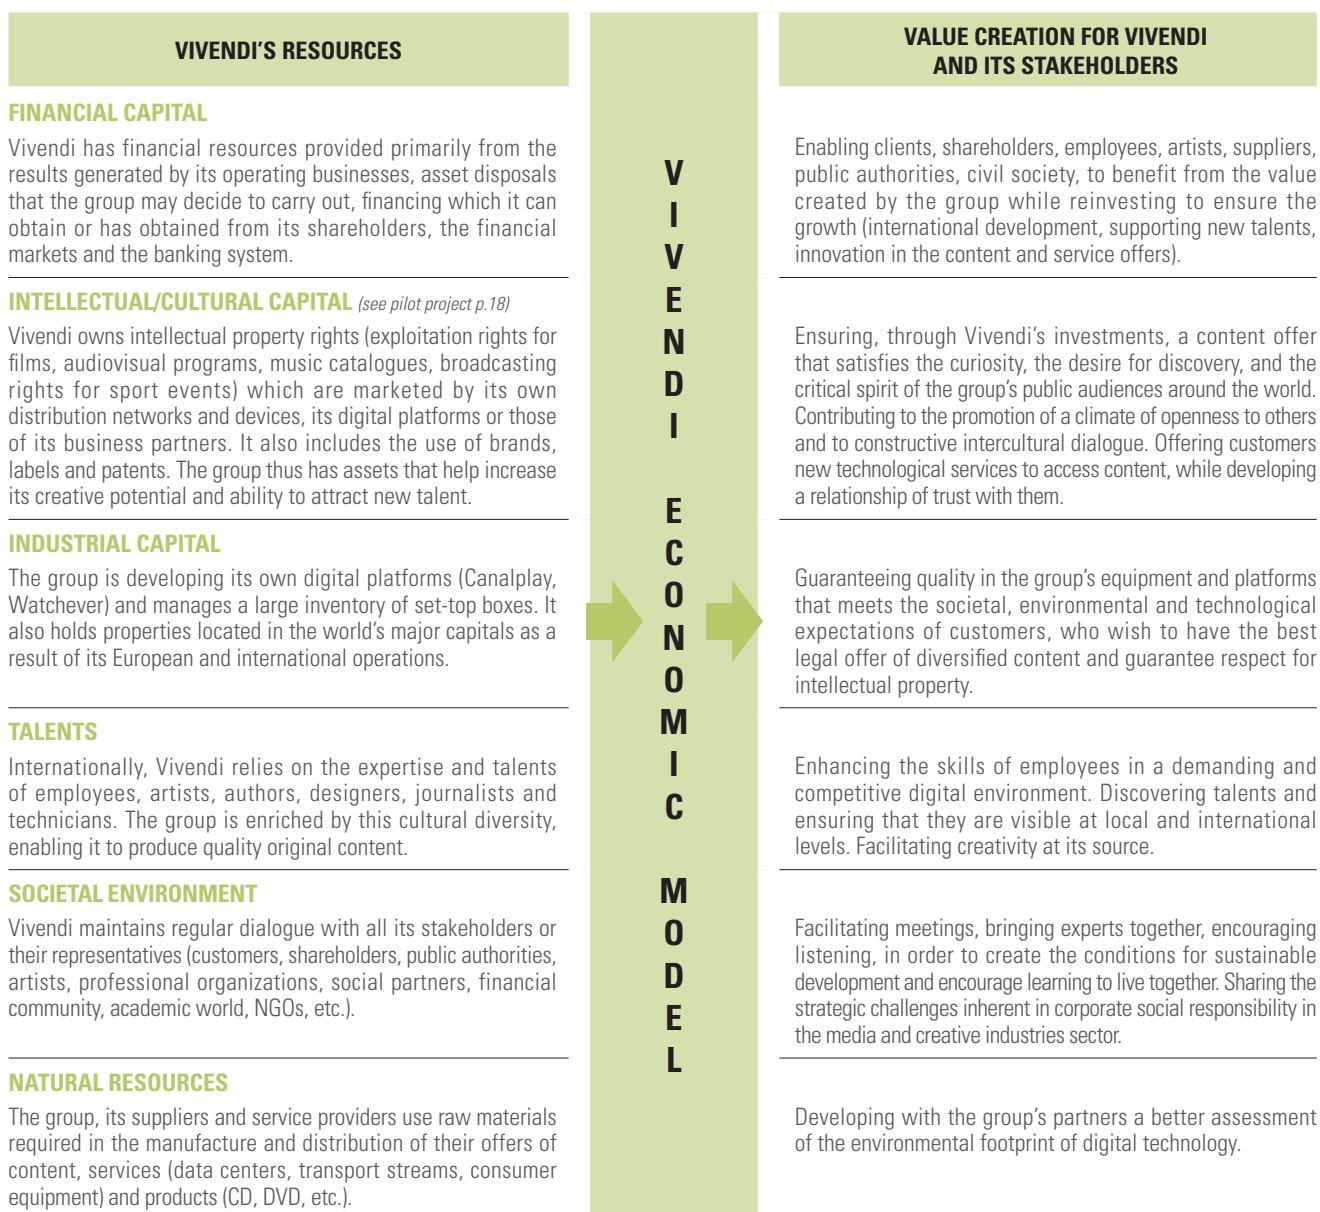 VIVENDI'S RESOURCES
VALUE CREATION FOR VIVENDI
AND ITS STAKEHOLDERS
FINANCIAL CAPITAL
Vivendi has financial resources provided primarily from the
results generated by its operating businesses, asset disposals
that the group may decide to carry out, financing which it can
obtain or has obtained from its shareholders, the financial
markets and the banking system.
Enabling clients, shareholders, employees, artists, suppliers,
public authorities, civil society, to benefit from the value
created by the group while reinvesting to ensure the
growth (international development, supporting new talents,
innovation in the content and service offers).
INTELLECTUAL/CULTURAL CAPITAL (see pilot project p.18)
Vivendi owns intellectual property rights (exploitation rights for
films, audiovisual programs, music catalogues, broadcasting
rights for sport events) which are marketed by its own
distribution networks and devices, its digital platforms or those
of its business partners. It also includes the use of brands,
labels and patents. The group thus has assets that help increase
its creative potential and ability to attract new talent.
Ensuring, through Vivendi's investments, a content offer
that satisfies the curiosity, the desire for discovery, and the
critical spirit of the group's public audiences around the world.
Contributing to the promotion of a climate of openness to others
and to constructive intercultural dialogue. Offering customers
new technological services to access content, while developing
a relationship of trust with them.
INDUSTRIAL CAPITAL
The group is developing its own digital platforms (Canalplay,
Watchever) and manages a large inventory of set-top boxes. It
also holds properties located in the world's major capitals as a
result of its European and international operations.
Guaranteeing quality in the group's equipment and platforms
that meets the societal, environmental and technological
expectations of customers, who wish to have the best
legal offer of diversified content and guarantee respect for
intellectual property.
TALENTS
Internationally, Vivendi relies on the expertise and talents
of employees, artists, authors, designers, journalists and
technicians. The group is enriched by this cultural diversity,
enabling it to produce quality original content.
Enhancing the skills of employees in a demanding and
competitive digital environment. Discovering talents and
ensuring that they are visible at local and international
levels. Facilitating creativity at its source.
SOCIETAL ENVIRONMENT
Vivendi maintains regular dialogue with all its stakeholders or
their representatives (customers, shareholders, public authorities,
artists, professional organizations, social partners, financial
community, academic world, NGOs, etc.).
Facilitating meetings, bringing experts together, encouraging
listening, in order to create the conditions for sustainable
development and encourage learning to live together. Sharing the
strategic challenges inherent in corporate social responsibility in
the media and creative industries sector.
NATURAL RESOURCES
The group, its suppliers and service providers use raw materials
required in the manufacture and distribution of their offers of
content, services (data centers, transport streams, consumer
equipment) and products (CD, DVD, etc.).
Developing with the group's partners a better assessment
of the environmental footprint of digital technology.
VIVENDI ECONOMIC MODEL